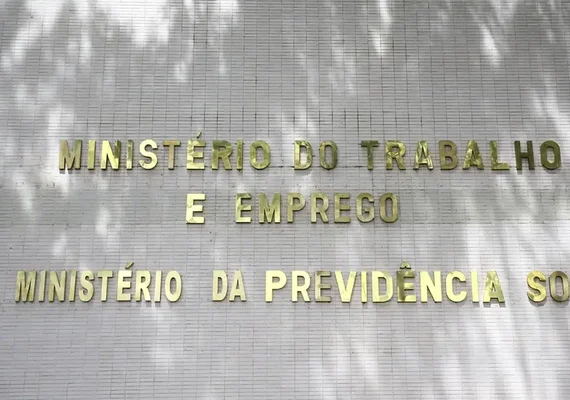 MINISTÉRIO DO TRABALHO
E EMPREGO
MINISTÉRIO DA PREVIDÊNCIA SO